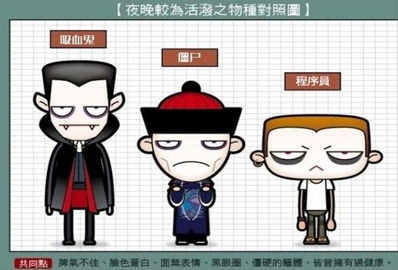 【夜晚較為活潑之物種對照圖】
吸血鬼
僵尸
程序員
共同點 脾氣不佳、臉色蒼白、面無表情、黑眼圈、僵硬的軀體、皆曾擁有過健康。